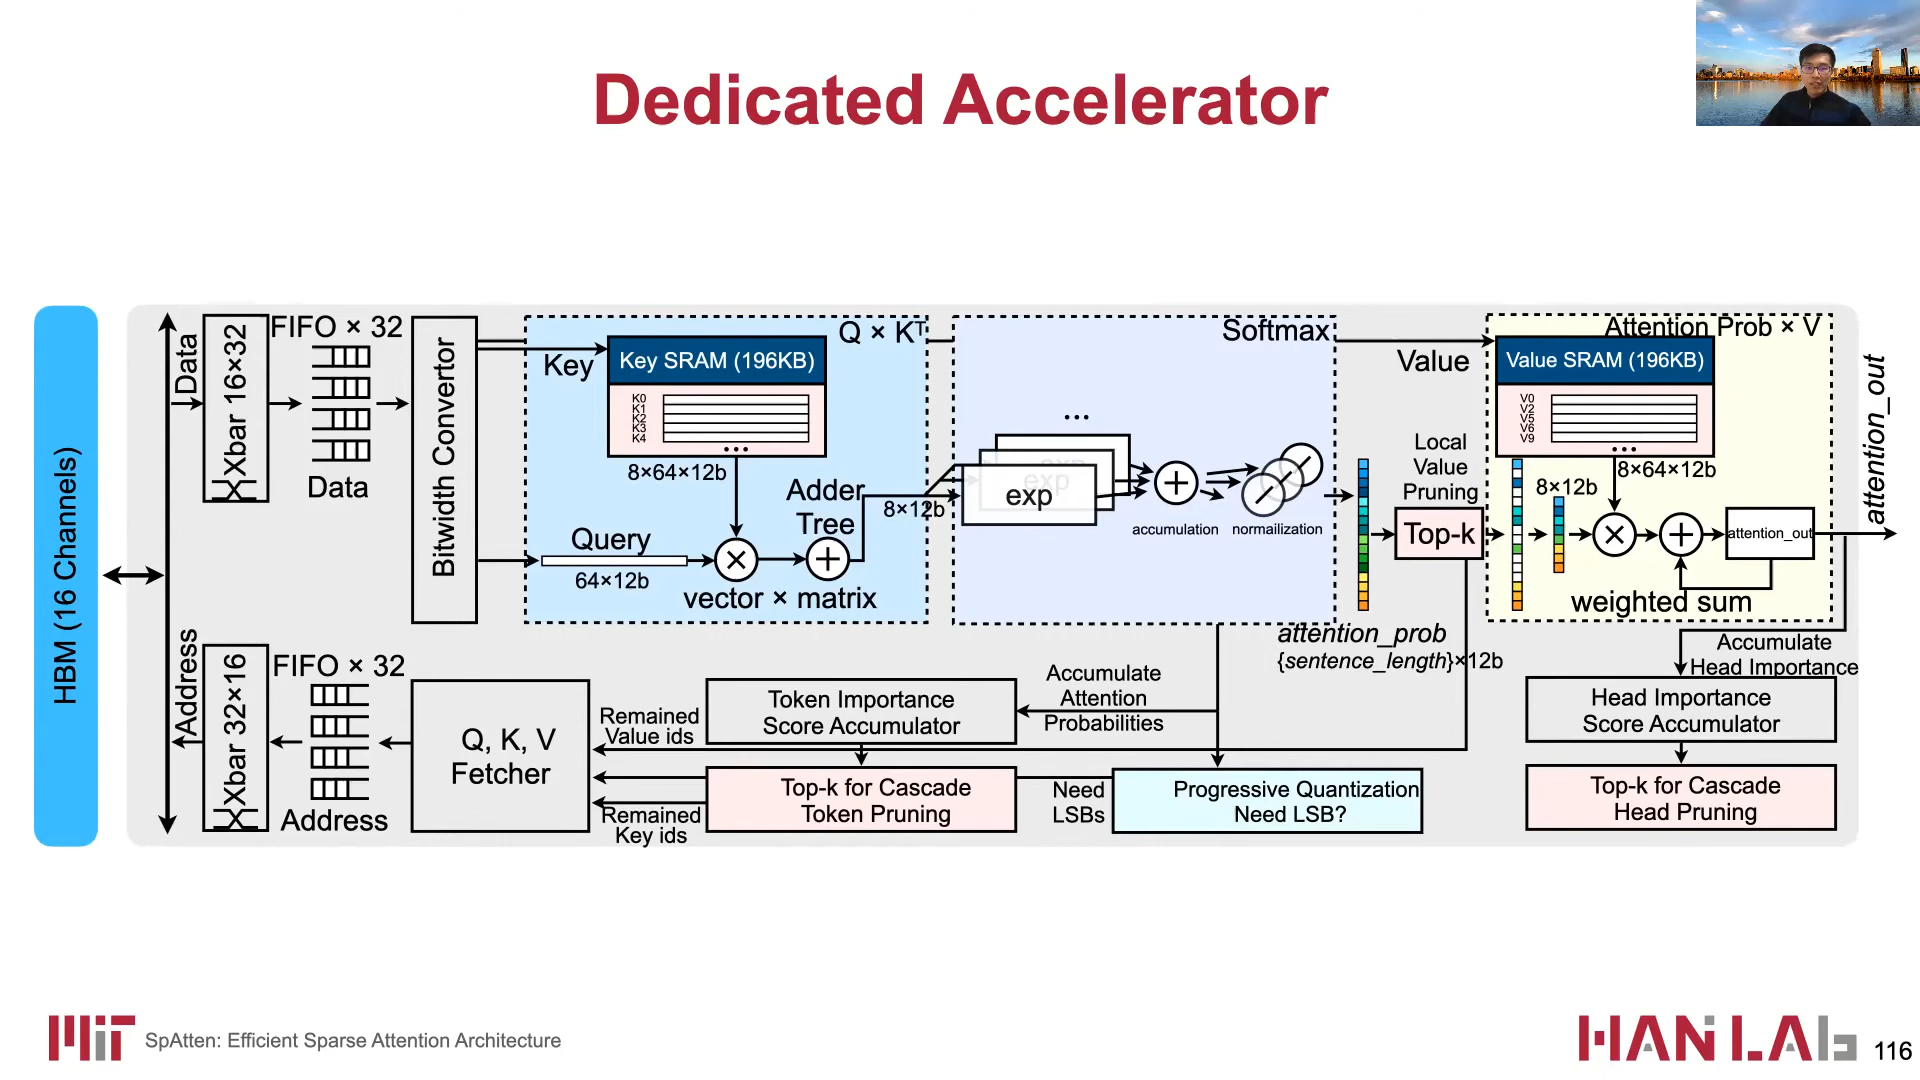 Dedicated Accelerator
HBM (16 Channels)
Data
Xbar 16×32
FIFO × 32
Data
Bitwidth Convertor
Q × Kᵀ
Key
Key SRAM (196KB)
K0
K1
K2
K3
K4
...
8×64×12b
Query
64×12b
Adder
Tree
vector × matrix
8×12b
Softmax
...
exp
exp
accumulation
normailization
attention_prob
{sentence_length}×12b
Value
Local
Value
Pruning
Top-k
Attention Prob × V
Value SRAM (196KB)
V0
V2
V5
V6
V9
...
8×64×12b
8×12b
attention_out
weighted sum
attention_out
Address
Xbar 32×16
FIFO × 32
Address
Q, K, V
Fetcher
Remained
Value ids
Remained
Key ids
Token Importance
Score Accumulator
Top-k for Cascade
Token Pruning
Accumulate
Attention
Probabilities
Need
LSBs
Progressive Quantization
Need LSB?
Accumulate
Head Importance
Head Importance
Score Accumulator
Top-k for Cascade
Head Pruning
MIT
SpAtten: Efficient Sparse Attention Architecture
HAN LAB
116